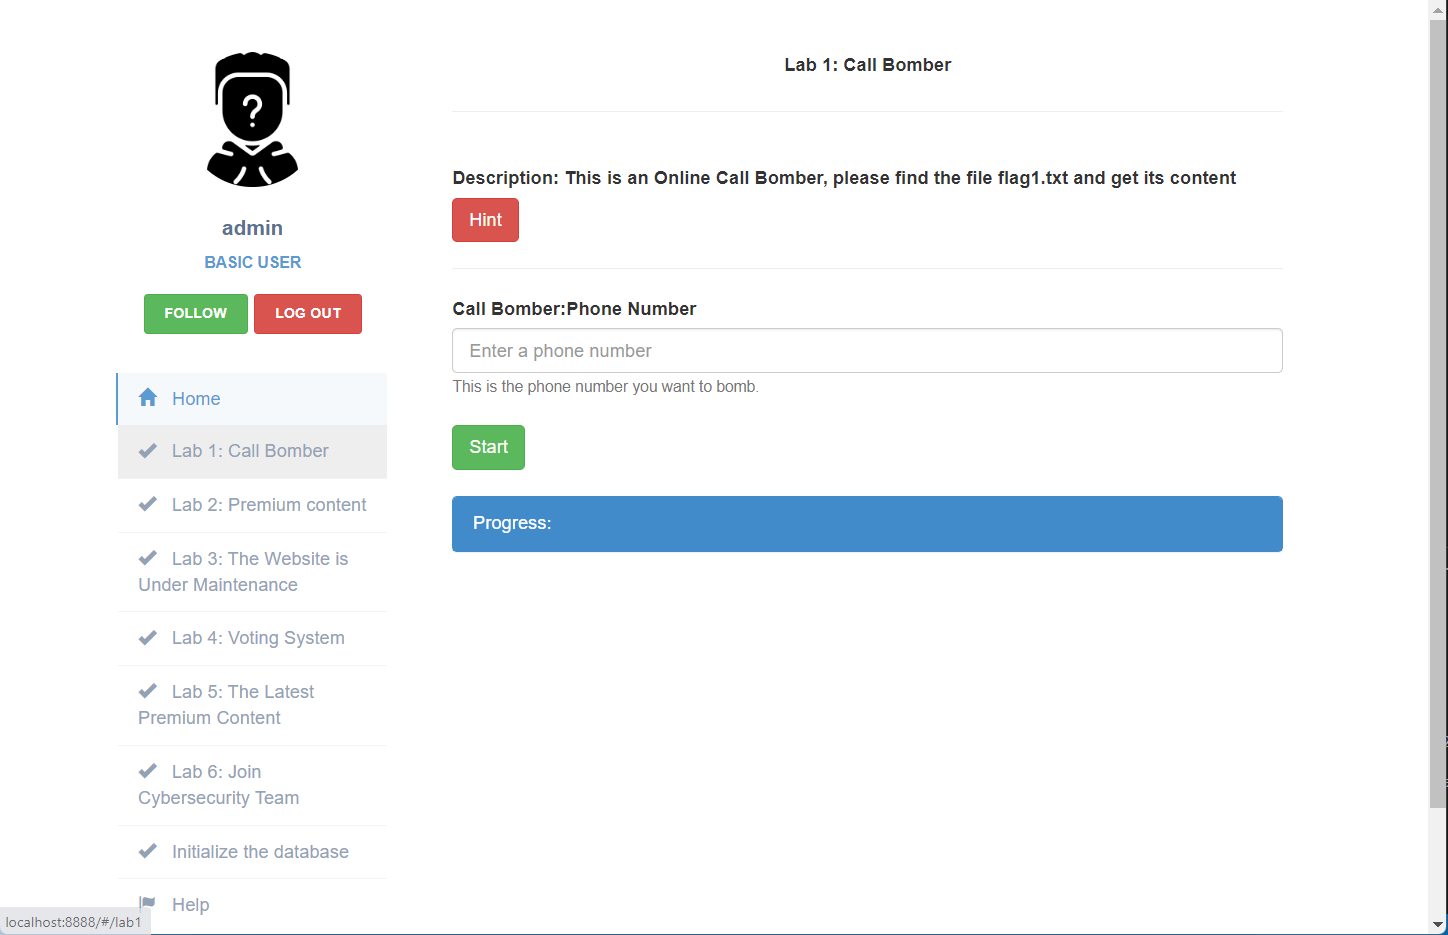 ?
admin
BASIC USER
FOLLOW
LOG OUT
Home
Lab 1: Call Bomber
Lab 2: Premium content
Lab 3: The Website is
Under Maintenance
Lab 4: Voting System
Lab 5: The Latest
Premium Content
Lab 6: Join
Cybersecurity Team
Initialize the database
Help
localhost:8888/#/lab1
Lab 1: Call Bomber
Description: This is an Online Call Bomber, please find the file flag1.txt and get its content
Hint
Call Bomber:Phone Number
Enter a phone number
This is the phone number you want to bomb.
Start
Progress: